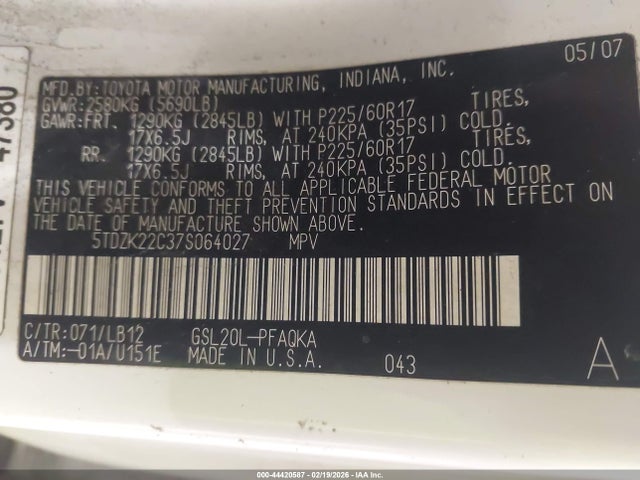 05/07
MFD.BY:TOYOTA MOTOR MANUFACTURING, INDIANA, INC.
GVWR:2580KG (5690LB)
GAWR:FRT. 1290KG (2845LB) WITH P225/60R17 TIRES,
17X6.5J RIMS, AT 240KPA (35PSI) COLD.
RR. 1290KG (2845LB) WITH P225/60R17 TIRES,
17X6.5J RIMS, AT 240KPA (35PSI) COLD.
THIS VEHICLE CONFORMS TO ALL APPLICABLE FEDERAL MOTOR
VEHICLE SAFETY AND THEFT PREVENTION STANDARDS IN EFFECT ON
THE DATE OF MANUFACTURE SHOWN ABOVE.
5TDZK22C37S064027 MPV
C/TR:071/LB12 GSL20L-PFAQKA
A/TM:-01A/U151E MADE IN U.S.A. 043 A
47380
000-44420587 - 02/19/2026 - IAA Inc.